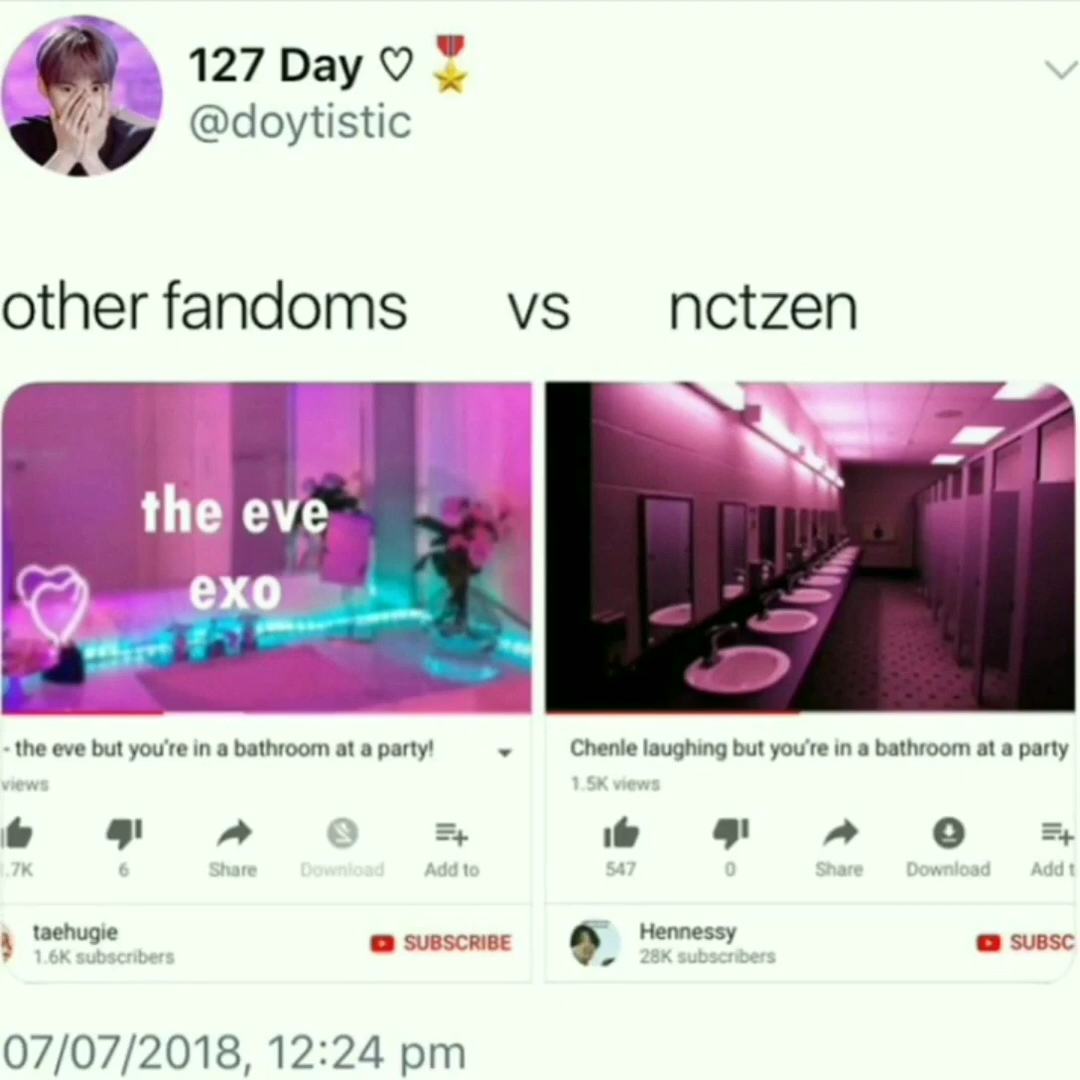 127 Day ♡ 🎖
@doytistic
other fandoms vs nctzen
the eve
exo
- the eve but you're in a bathroom at a party!
views
.7K
6
Share
Download
Add to
taehugie
1.6K subscribers
SUBSCRIBE
Chenle laughing but you're in a bathroom at a party
1.5K views
547
0
Share
Download
Add t
Hennessy
28K subscribers
SUBSC
07/07/2018, 12:24 pm